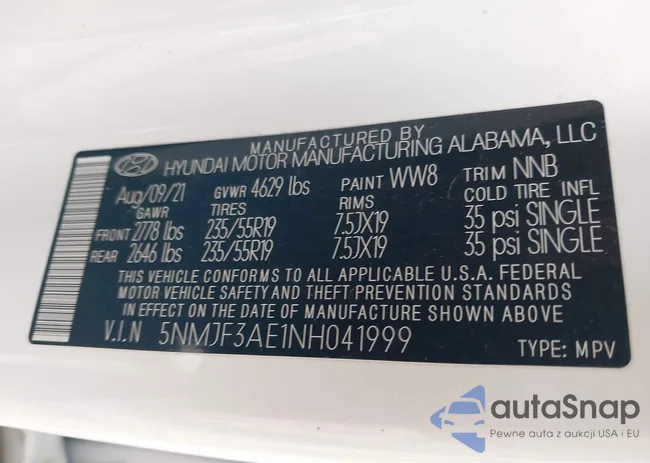 MANUFACTURED BY
HYUNDAI MOTOR MANUFACTURING ALABAMA, LLC
Aug/09/21 GVWR 4629 lbs PAINT WW8 TRIM NNB
GAWR TIRES RIMS COLD TIRE INFL
FRONT 2778 lbs 235/55R19 7.5JX19 35 psi SINGLE
REAR 2646 lbs 235/55R19 7.5JX19 35 psi SINGLE
THIS VEHICLE CONFORMS TO ALL APPLICABLE U.S.A. FEDERAL
MOTOR VEHICLE SAFETY AND THEFT PREVENTION STANDARDS
IN EFFECT ON THE DATE OF MANUFACTURE SHOWN ABOVE.
V.I.N 5NMJF3AE1NH041999 TYPE: MPV
autoSnap
Pewne auta z aukcji USA i EU